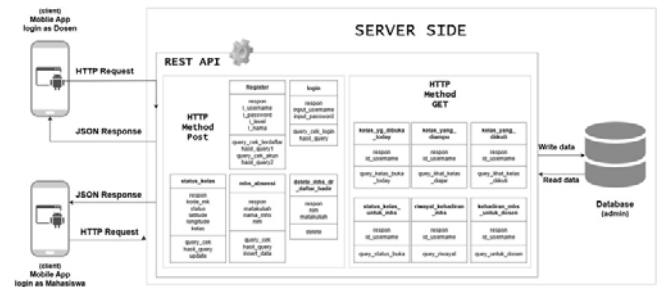 (client)
Moblie App
login as Dosen
HTTP Request
JSON Response
JSON Response
HTTP Request
(client)
Mobile App
login as Mahasiswa
SERVER SIDE
REST API
HTTP
Method
Post
Register
respon
i_username
i_password
i_level
i_nama
query_cek_terdaftar
hasil_query1
query_cek_akun
hasil_query2
login
respon
input_username
input_password
query_cek_login
hasil_query
status_kelas
respon
kode_mk
status
latitude
longitude
kelas
query_cek
hasil_query
update
mhs_absensi
respon
matakuliah
nama_mhs
nim
query_cek
hasil_query
insert_data
delete_mhs_dr
_daftar_hadir
respon
nim
matakuliah
delete
HTTP
Method
GET
kelas_yg_dibuka
_today
respon
id_username
query_kelas_buka
_today
kelas_yang_
diampu
respon
id_username
query_lihat_kelas
_diajar
kelas_yang_
diikuti
respon
id_username
query_lihat_kelas
_diikuti
status_kelas_
untuk_mhs
respon
id_username
query_status_buka
riwayat_kehadiran
_mhs
respon
id_username
query_riwayat
kehadiran_mhs
_untuk_dosen
respon
id_username
query_untuk_dosen
Write data
Read data
Database
(admin)